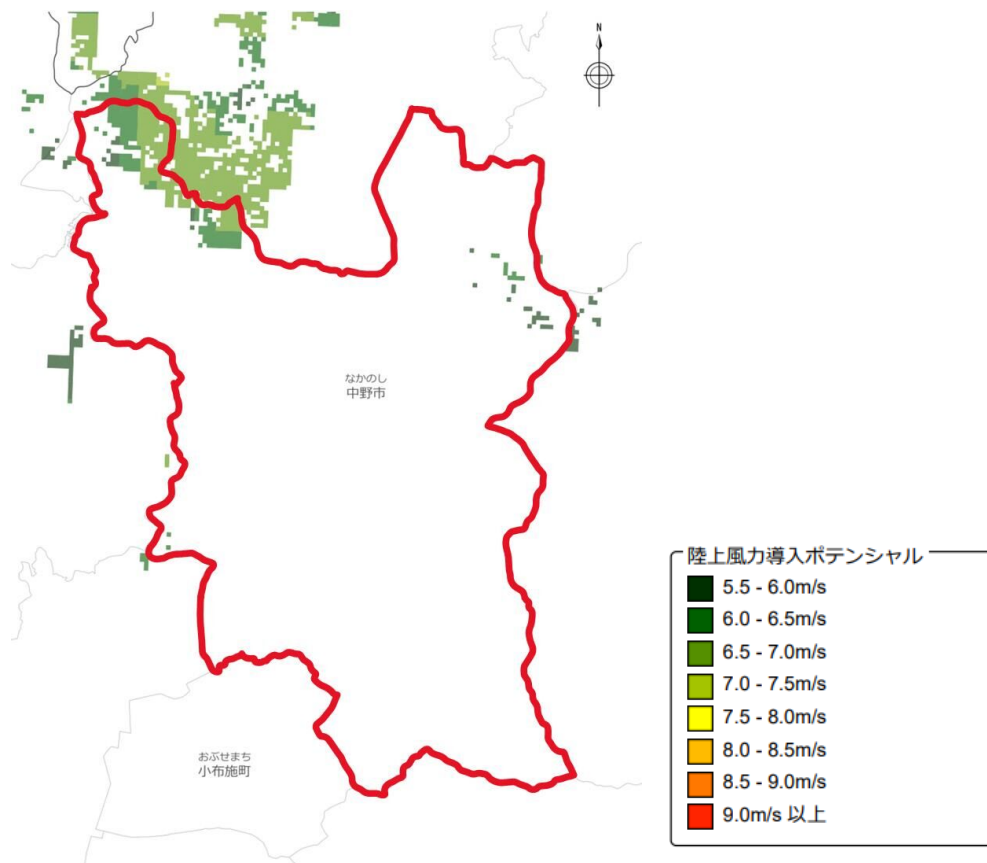 N
なかのし
中野市
おぶせまち
小布施町
陸上風力導入ポテンシャル
5.5 - 6.0m/s
6.0 - 6.5m/s
6.5 - 7.0m/s
7.0 - 7.5m/s
7.5 - 8.0m/s
8.0 - 8.5m/s
8.5 - 9.0m/s
9.0m/s 以上